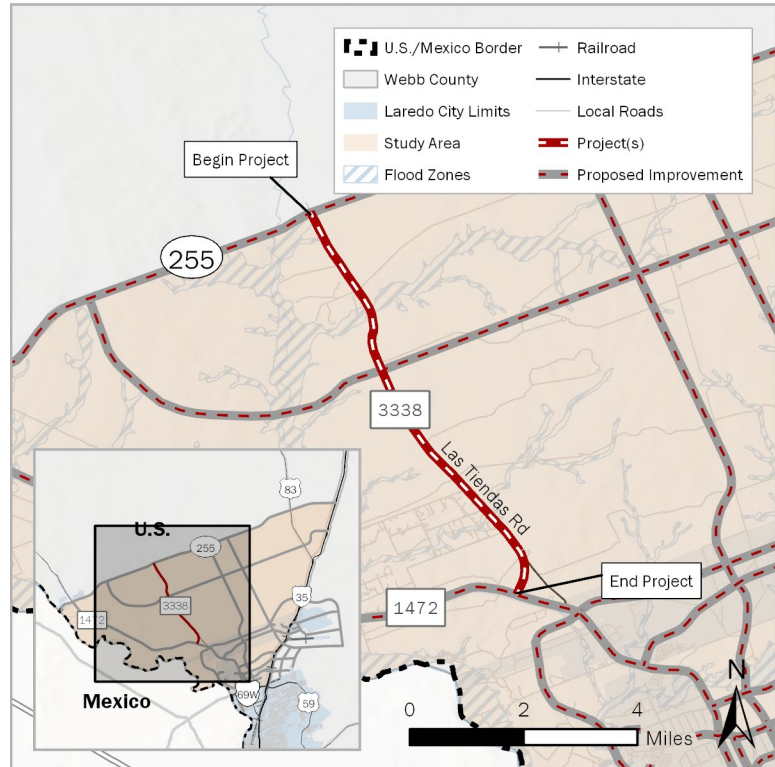 U.S./Mexico Border
Webb County
Laredo City Limits
Study Area
Flood Zones
Railroad
Interstate
Local Roads
Project(s)
Proposed Improvement
Begin Project
255
3338
Las Tiendas Rd
End Project
1472
83
U.S.
255
3338
35
1472
Mexico
69W
59
N
0 2 4
Miles